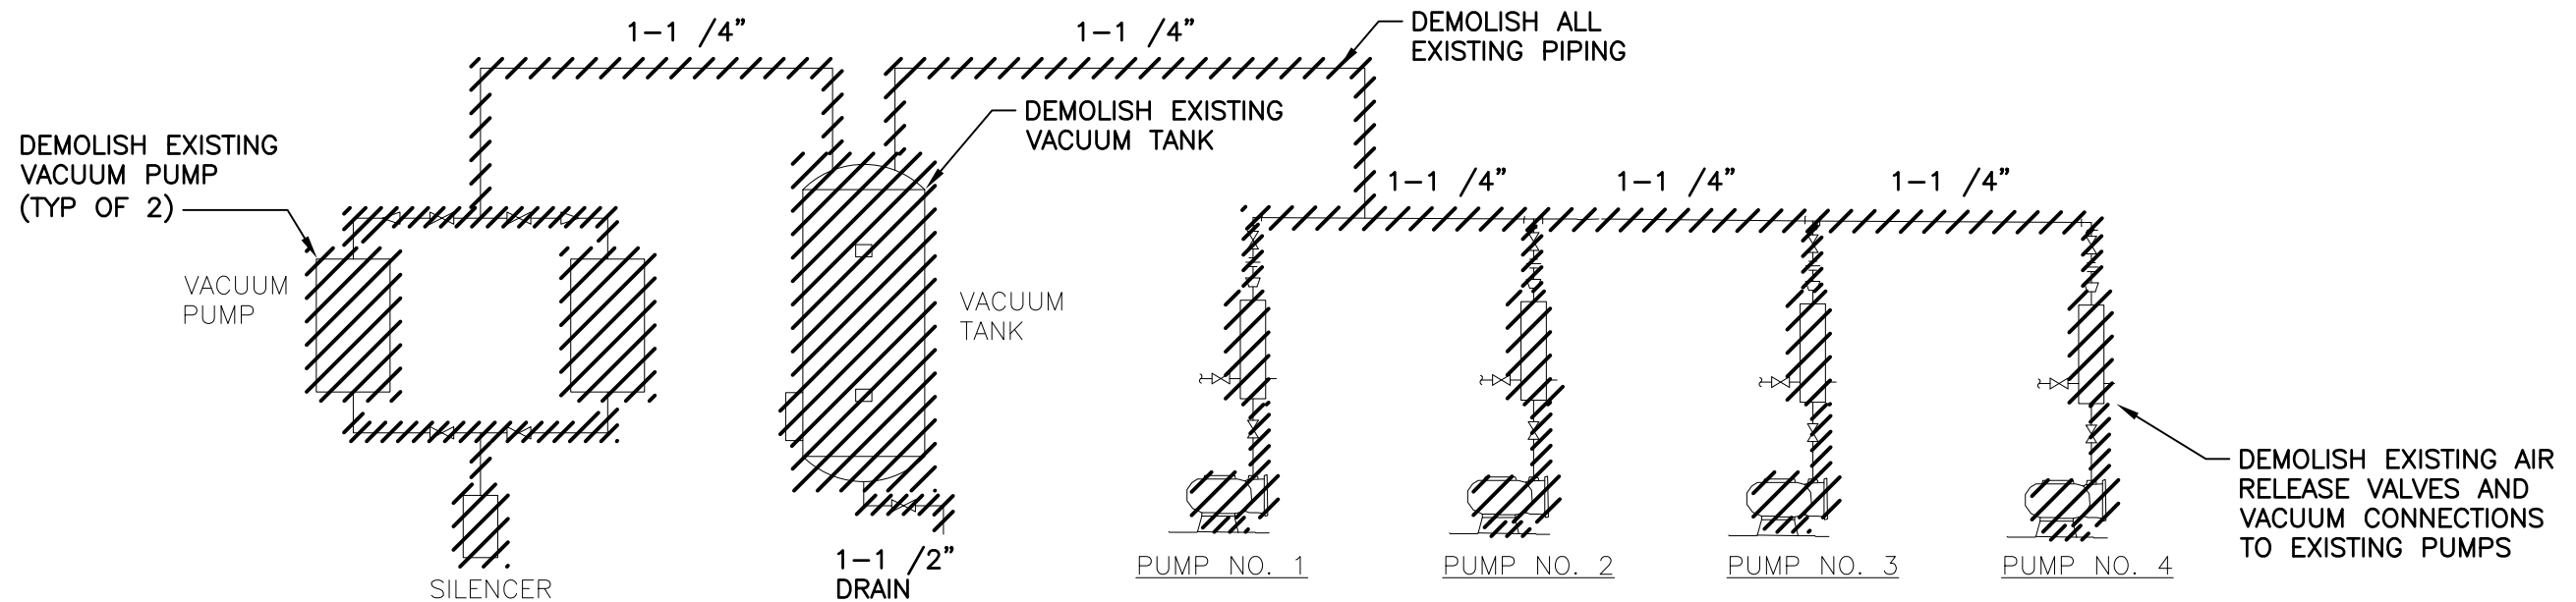 1-1 /4"
1-1 /4"
DEMOLISH ALL
EXISTING PIPING
DEMOLISH EXISTING
VACUUM TANK
DEMOLISH EXISTING
VACUUM PUMP
(TYP OF 2)
1-1 /4"
1-1 /4"
1-1 /4"
VACUUM
PUMP
VACUUM
TANK
DEMOLISH EXISTING AIR
RELEASE VALVES AND
VACUUM CONNECTIONS
TO EXISTING PUMPS
SILENCER
1-1 /2"
DRAIN
PUMP NO. 1
PUMP NO. 2
PUMP NO. 3
PUMP NO. 4